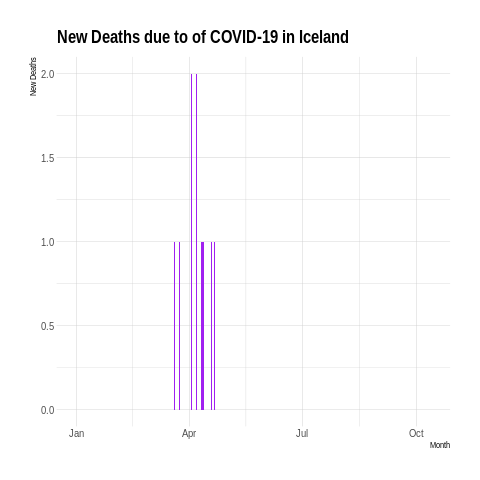 New Deaths due to of COVID-19 in Iceland
New Deaths
2.0
1.5
1.0
0.5
0.0
Jan Apr Jul Oct
Month